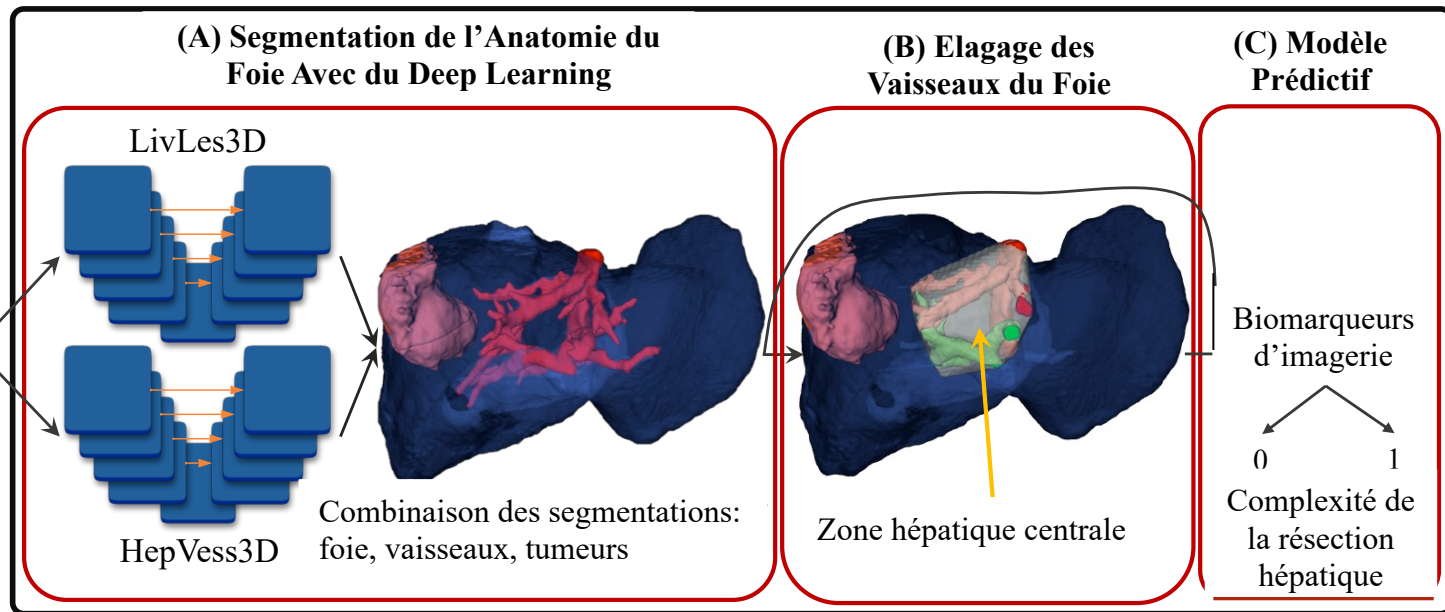 (A) Segmentation de l’Anatomie du
Foie Avec du Deep Learning
LivLes3D
HepVess3D
Combinaison des segmentations:
foie, vaisseaux, tumeurs
(B) Elagage des
Vaisseaux du Foie
Zone hépatique centrale
(C) Modèle
Prédictif
Biomarqueurs
d’imagerie
0 1
Complexité de
la résection
hépatique